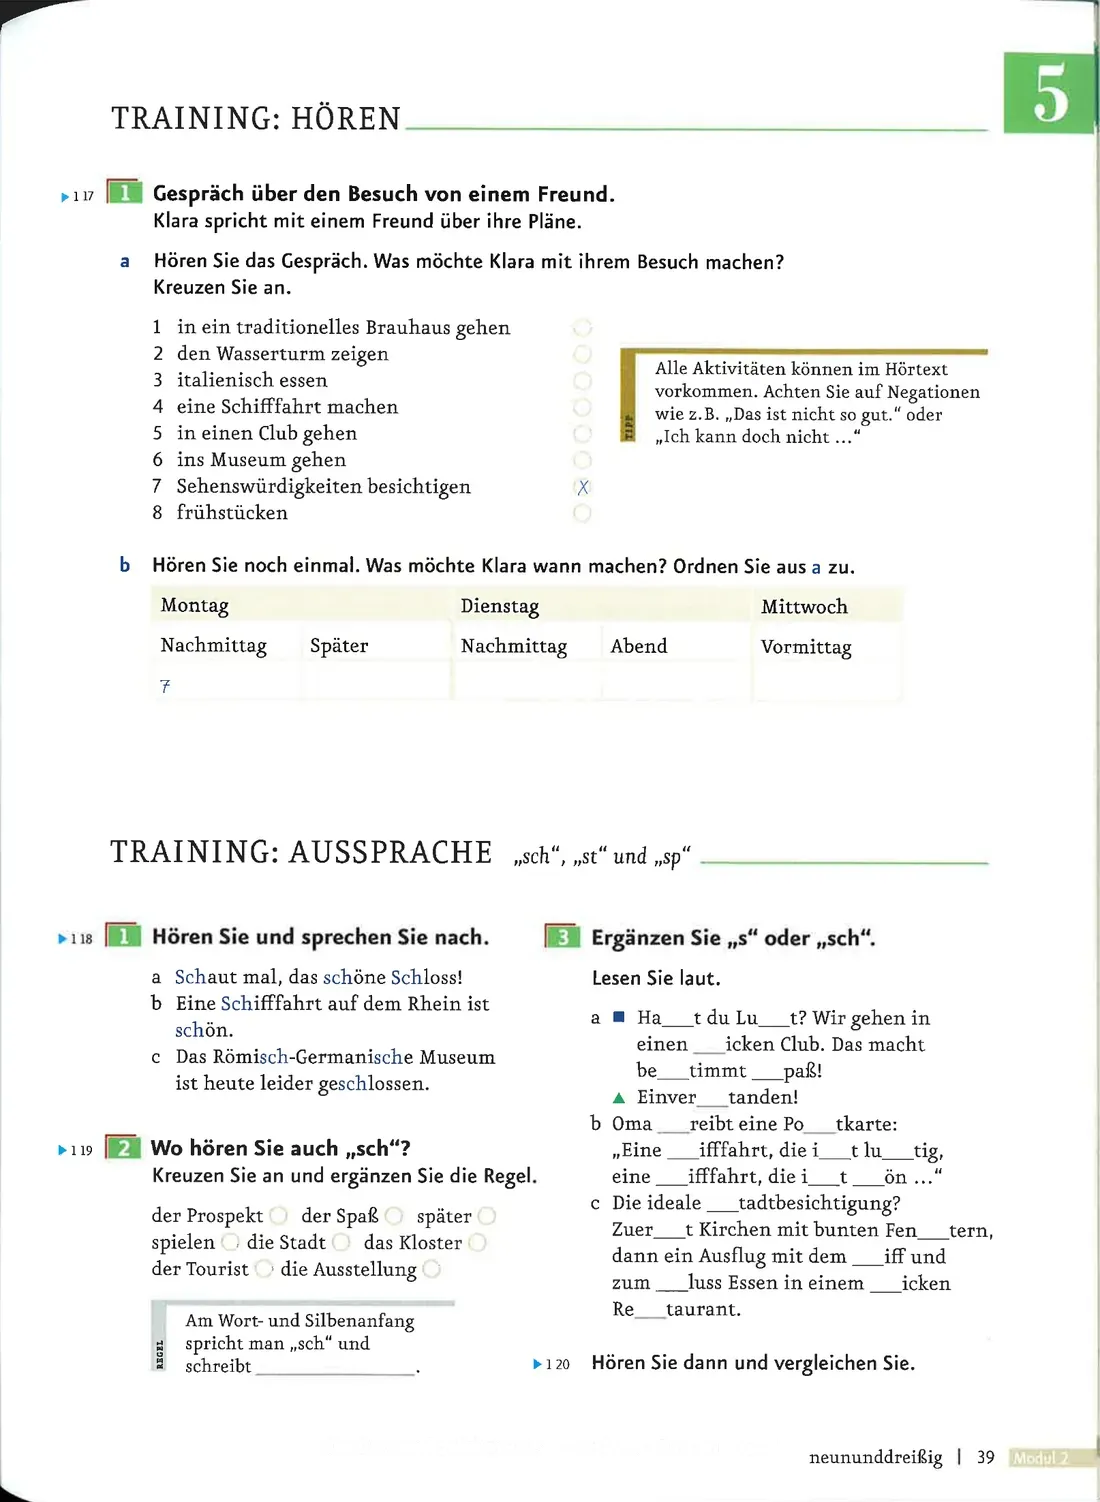 5
TRAINING: HÖREN
▶ 1 17 1 Gespräch über den Besuch von einem Freund.
Klara spricht mit einem Freund über ihre Pläne.
a Hören Sie das Gespräch. Was möchte Klara mit ihrem Besuch machen?
Kreuzen Sie an.
1 in ein traditionelles Brauhaus gehen
2 den Wasserturm zeigen
3 italienisch essen
4 eine Schifffahrt machen
5 in einen Club gehen
6 ins Museum gehen
7 Sehenswürdigkeiten besichtigen X
8 frühstücken
TIPP
Alle Aktivitäten können im Hörtext
vorkommen. Achten Sie auf Negationen
wie z.B. „Das ist nicht so gut.“ oder
„Ich kann doch nicht ...“
b Hören Sie noch einmal. Was möchte Klara wann machen? Ordnen Sie aus a zu.
Montag Dienstag Mittwoch
Nachmittag Später Nachmittag Abend Vormittag
7
TRAINING: AUSSPRACHE „sch“, „st“ und „sp“
▶ 1 18 1 Hören Sie und sprechen Sie nach.
a Schaut mal, das schöne Schloss!
b Eine Schifffahrt auf dem Rhein ist
schön.
c Das Römisch-Germanische Museum
ist heute leider geschlossen.
▶ 1 19 2 Wo hören Sie auch „sch“?
Kreuzen Sie an und ergänzen Sie die Regel.
der Prospekt der Spaß später
spielen die Stadt das Kloster
der Tourist die Ausstellung
REGEL
Am Wort- und Silbenanfang
spricht man „sch“ und
schreibt ______________.
3 Ergänzen Sie „s“ oder „sch“.
Lesen Sie laut.
a ■ Ha___t du Lu___t? Wir gehen in
einen ___icken Club. Das macht
be___timmt ___paß!
▲ Einver___tanden!
b Oma ___reibt eine Po___tkarte:
„Eine ___ifffahrt, die i___t lu___tig,
eine ___ifffahrt, die i___t ___ön ...“
c Die ideale ___tadtbesichtigung?
Zuer___t Kirchen mit bunten Fen___tern,
dann ein Ausflug mit dem ___iff und
zum ___luss Essen in einem ___icken
Re___taurant.
▶ 1 20 Hören Sie dann und vergleichen Sie.
neununddreißig | 39 Modul 2